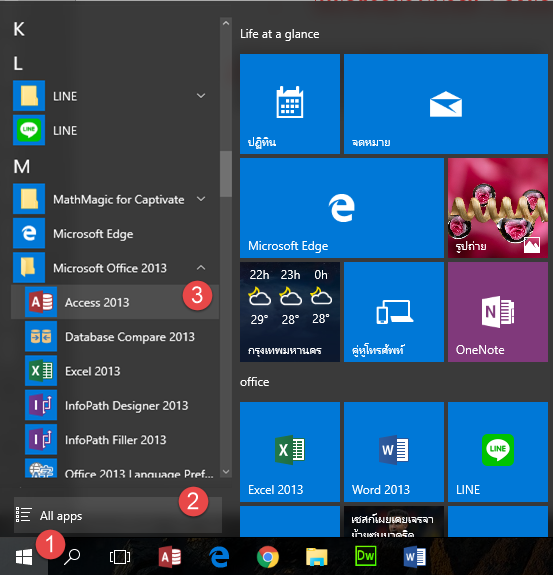 K
L
LINE
LINE
M
MathMagic for Captivate
Microsoft Edge
Microsoft Office 2013
Access 2013
3
Database Compare 2013
Excel 2013
InfoPath Designer 2013
InfoPath Filler 2013
Office 2013 Language Pref...
2
All apps
1
Life at a glance
ปฏิทิน
จดหมาย
Microsoft Edge
รูปถ่าย
22h 23h 0h
29° 28° 28°
กรุงเทพมหานคร
คู่หูโทรศัพท์
OneNote
office
Excel 2013
Word 2013
LINE
Dw